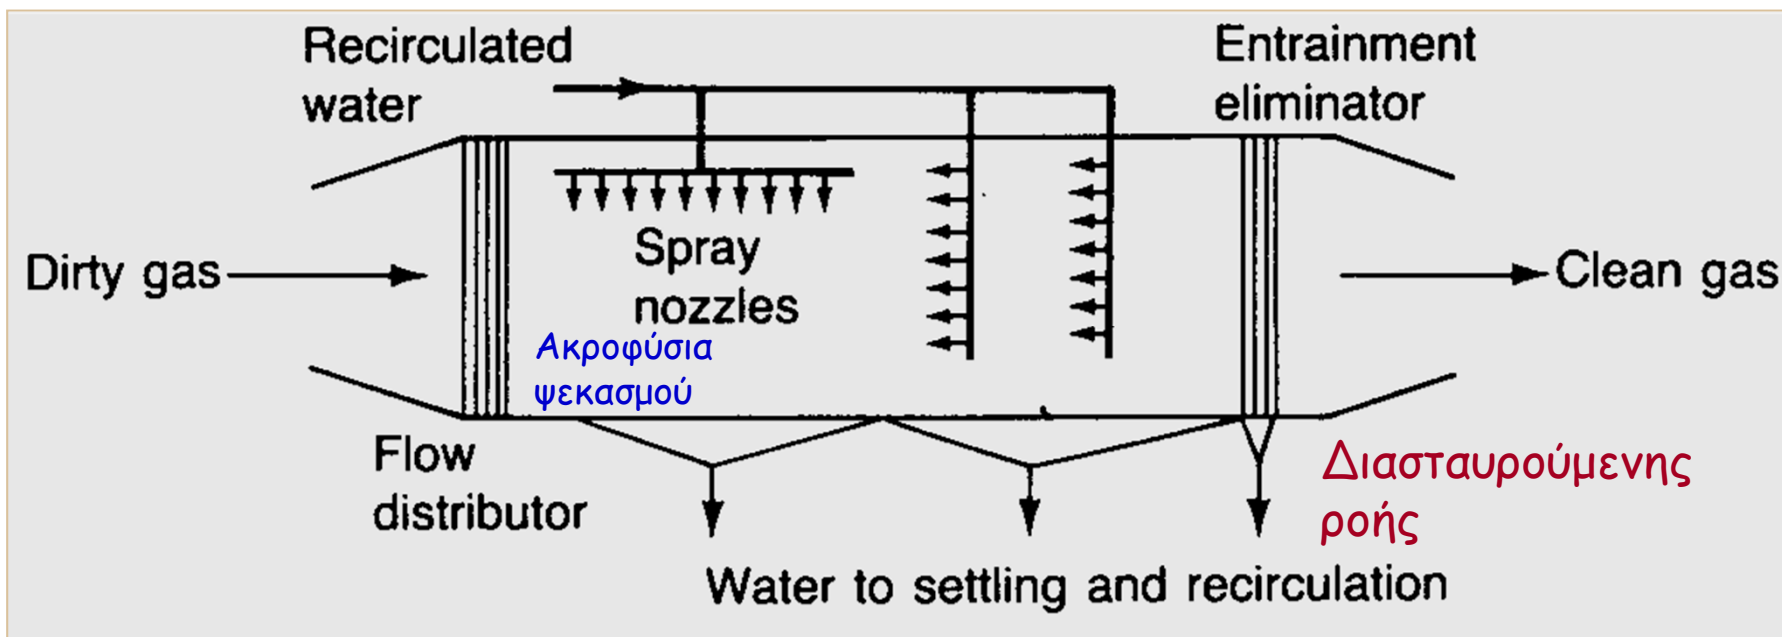 Recirculated
water
Entrainment
eliminator
Dirty gas
Spray
nozzles
Ακροφύσια
ψεκασμού
Clean gas
Flow
distributor
Διασταυρούμενης
ροής
Water to settling and recirculation